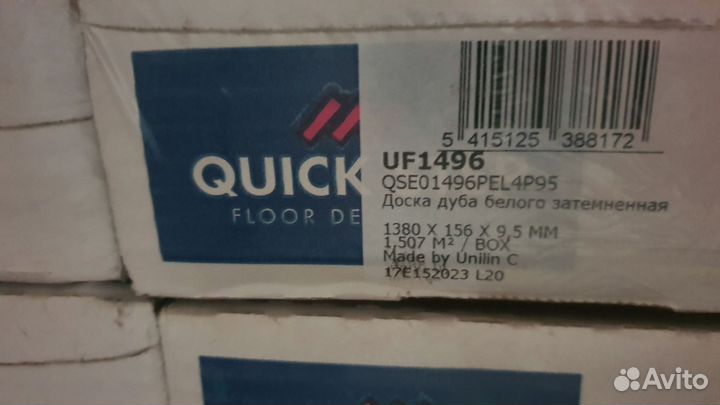 5 415125 388172
UF1496
QSE01496PEL4P95
Доска дуба белого затемненная
1380 X 156 X 9,5 MM
1,507 M² / BOX
Made by Unilin C
17E152023 L20
QUICK
FLOOR DE
QUICK
Avito